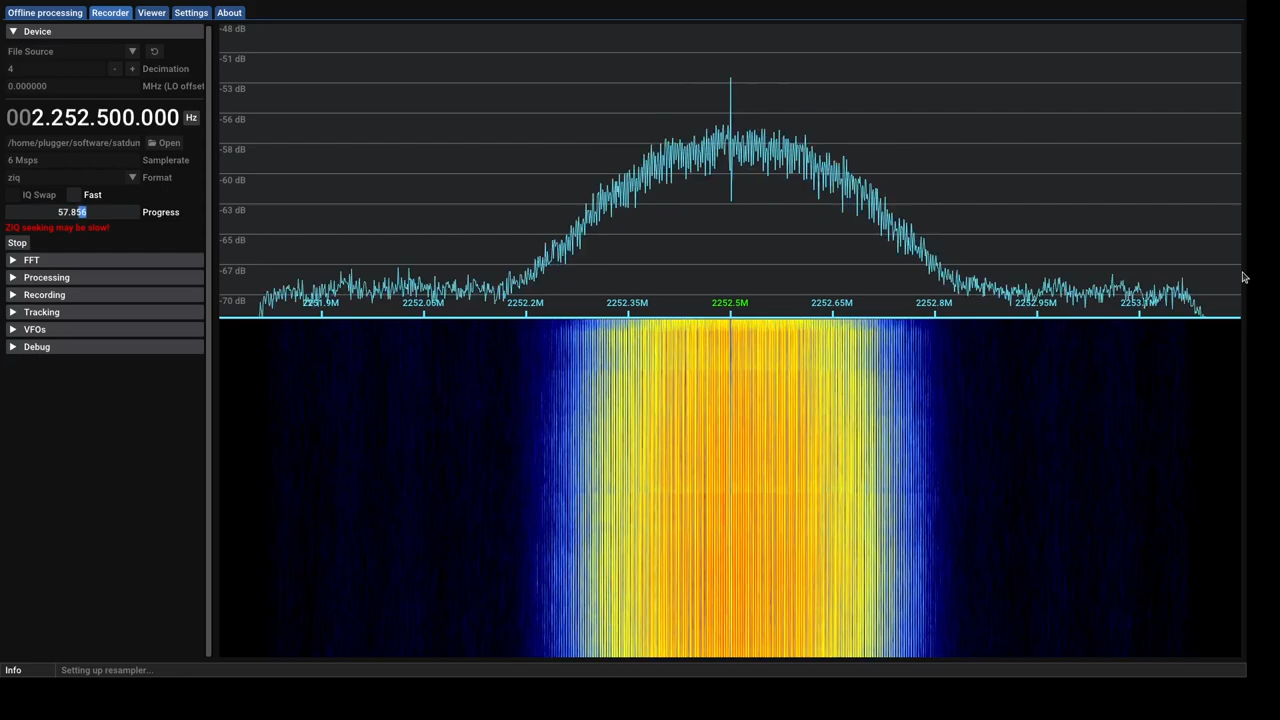 Offline processing Recorder Viewer Settings About
Device
File Source
4 - + Decimation
0.000000 MHz (LO offset
002.252.500.000 Hz
/home/plugger/software/satdun Open
6 Msps Samplerate
ziq Format
IQ Swap Fast
57.856 Progress
ZIQ seeking may be slow!
Stop
FFT
Processing
Recording
Tracking
VFOs
Debug
-48 dB
-51 dB
-53 dB
-56 dB
-58 dB
-60 dB
-63 dB
-65 dB
-67 dB
-70 dB
2251.9M 2252.05M 2252.2M 2252.35M 2252.5M 2252.65M 2252.8M 2252.95M
Info Setting up resampler...